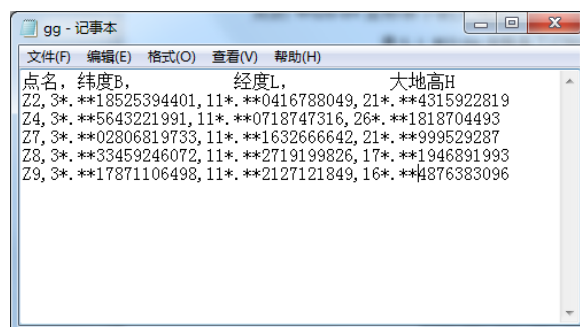 gg - 记事本
文件(F) 编辑(E) 格式(O) 查看(V) 帮助(H)
点名, 纬度B, 经度L, 大地高H
Z2,3*.**18525394401,11*.**0416788049,21*.**4315922819
Z4,3*.**5643221991,11*.**0718747316,26*.**1818704493
Z7,3*.**02806819733,11*.**1632666642,21*.**999529287
Z8,3*.**33459246072,11*.**2719199826,17*.**1946891993
Z9,3*.**17871106498,11*.**2127121849,16*.**4876383096